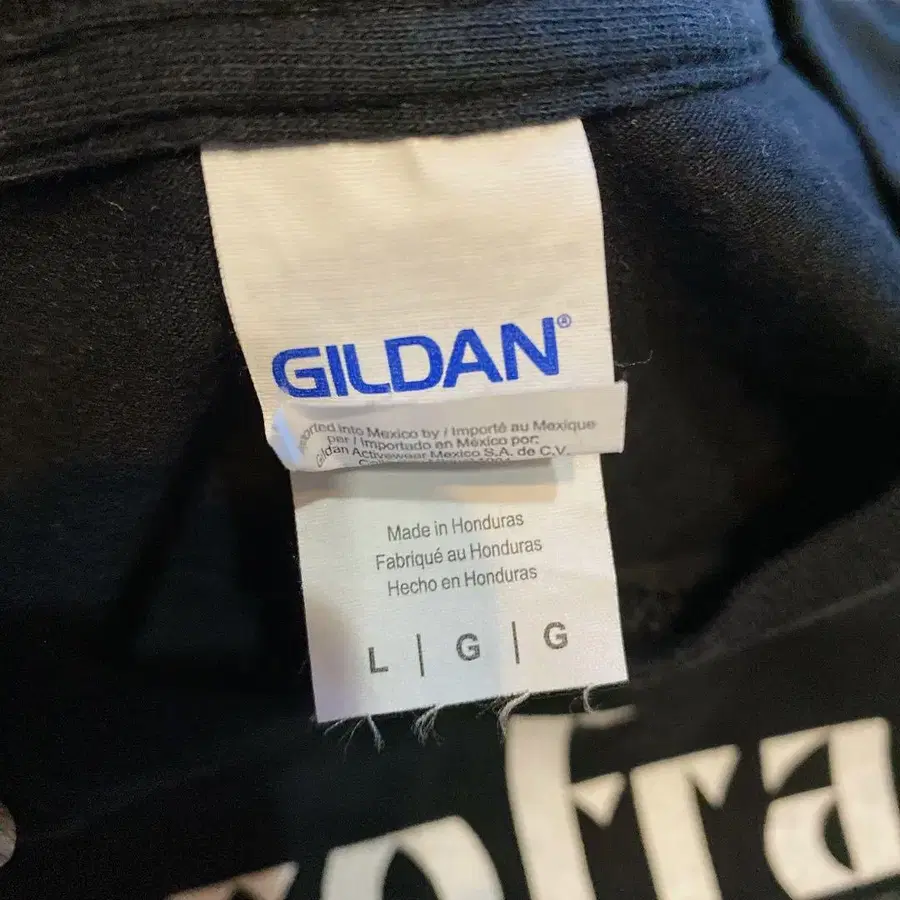 GILDAN®
orted into Mexico by / Importé au Mexique
par / Importado en México por:
Gildan Activewear Mexico S.A. de C.V.
Made in Honduras
Fabriqué au Honduras
Hecho en Honduras
L | G | G